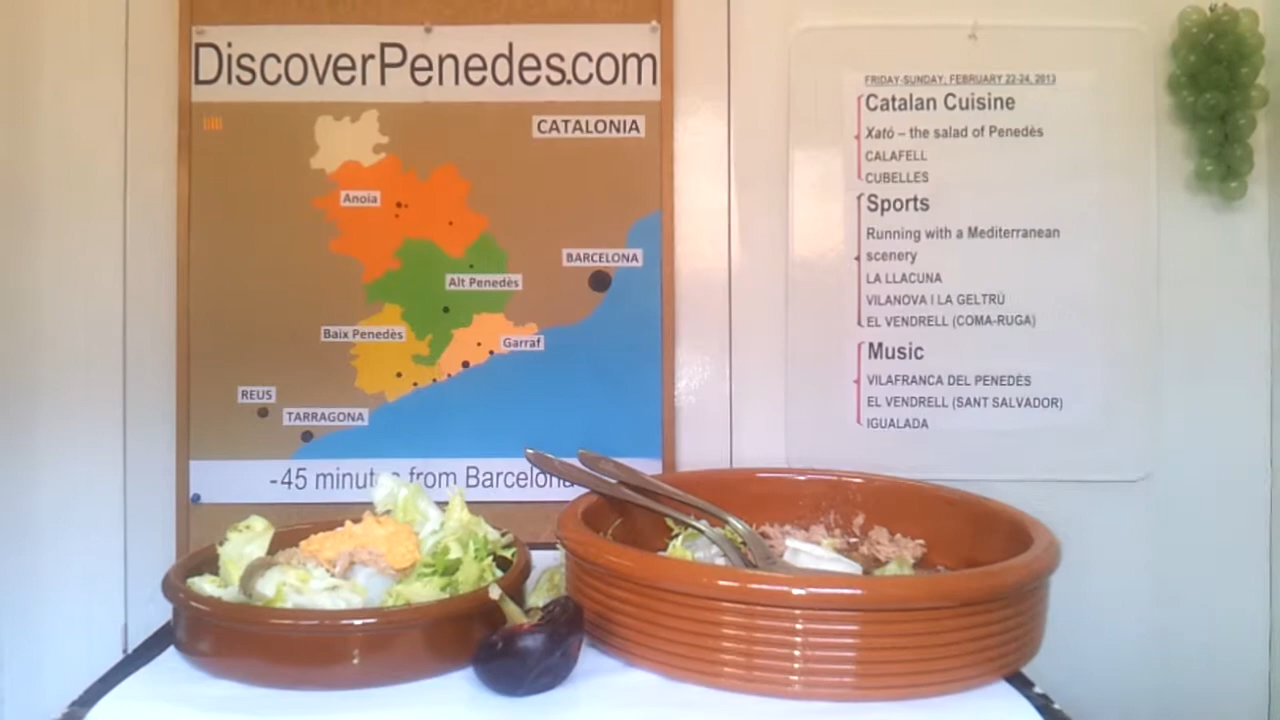 DiscoverPenedes.com
CATALONIA
Anoia
BARCELONA
Alt Penedès
Baix Penedès
Garraf
REUS
TARRAGONA
-45 minutes from Barcelona
FRIDAY-SUNDAY, FEBRUARY 22-24, 2013
Catalan Cuisine
Xató – the salad of Penedès
CALAFELL
CUBELLES
Sports
Running with a Mediterranean
scenery
LA LLACUNA
VILANOVA I LA GELTRÚ
EL VENDRELL (COMA-RUGA)
Music
VILAFRANCA DEL PENEDÈS
EL VENDRELL (SANT SALVADOR)
IGUALADA